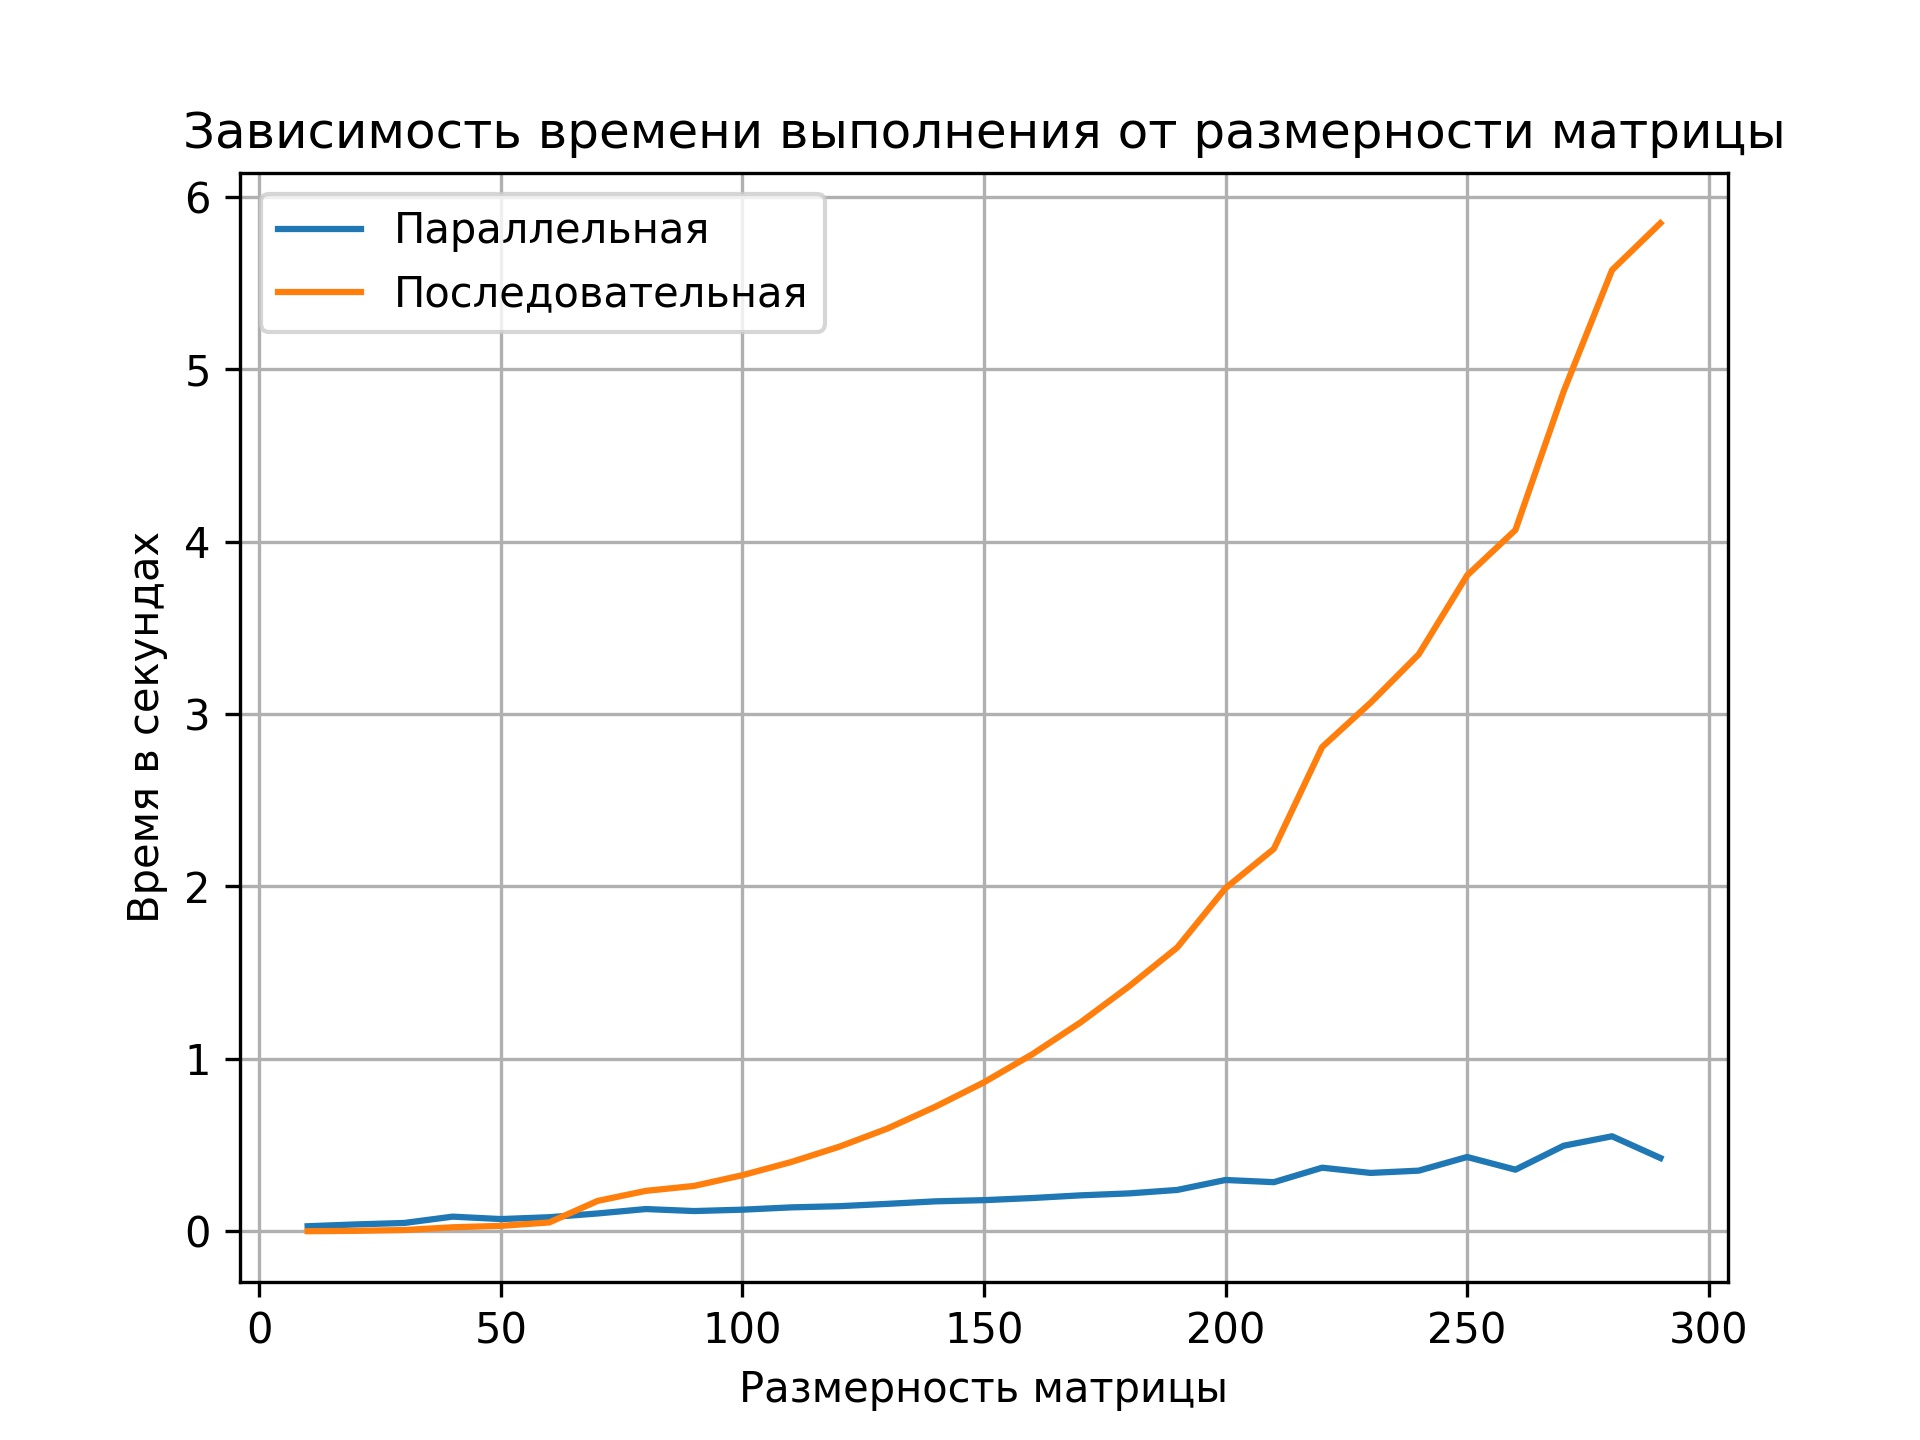 Зависимость времени выполнения от размерности матрицы
Параллельная
Последовательная
Время в секундах
6
5
4
3
2
1
0
0 50 100 150 200 250 300
Размерность матрицы